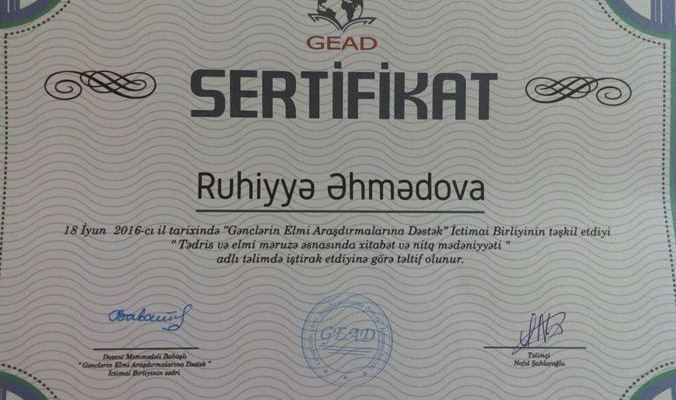 GEAD
SERTİFİKAT
Ruhiyyə Əhmədova
18 İyun 2016-cı il tarixində "Gənclərin Elmi Araşdırmalarına Dəstək" İctimai Birliyinin təşkil etdiyi
" Tədris və elmi məruzə əsnasında xitabət və nitq mədəniyyəti "
adlı təlimdə iştirak etdiyinə görə təltif olunur.
GEAD
Dosent Məmmədəli Babaşlı
" Gənclərin Elmi Araşdırmalarına Dəstək "
İctimai Birliyinin sədri
Təlimçi
Nofəl Şahlaroğlu